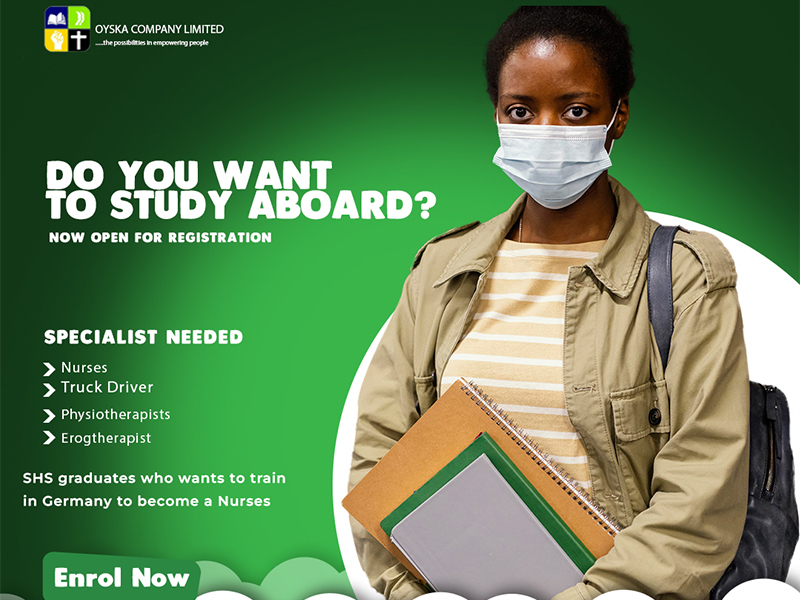 OYSKA COMPANY LIMITED
.....the possibilities in empowering people
DO YOU WANT
TO STUDY ABOARD?
NOW OPEN FOR REGISTRATION
SPECIALIST NEEDED
Nurses
Truck Driver
Physiotherapists
Erogtherapist
SHS graduates who wants to train
in Germany to become a Nurses
Enrol Now